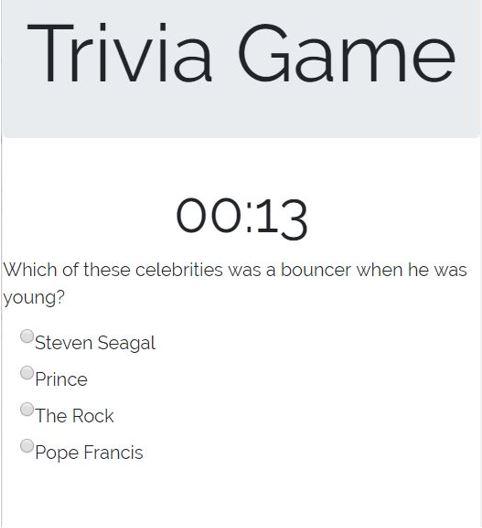 Trivia Game
00:13
Which of these celebrities was a bouncer when he was
young?
Steven Seagal
Prince
The Rock
Pope Francis